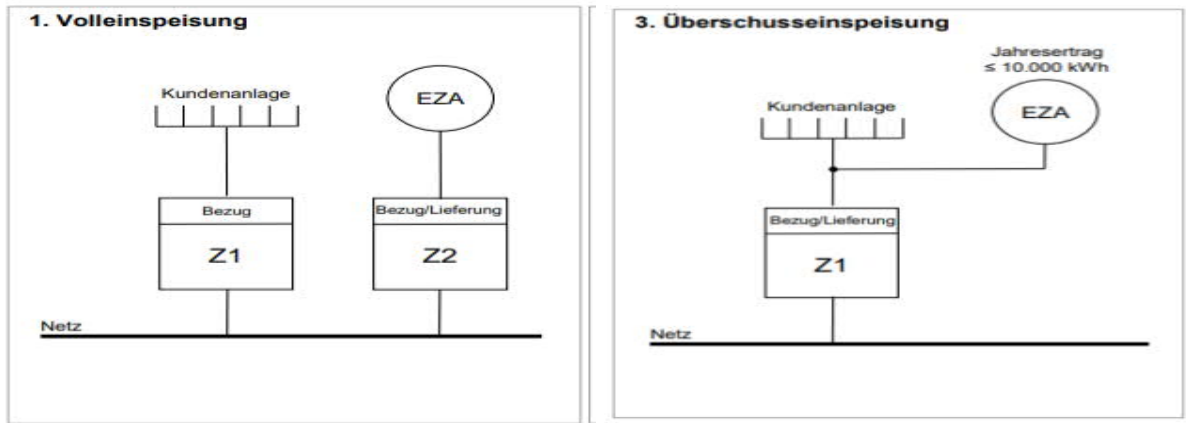 1. Volleinspeisung
Kundenanlage
EZA
Bezug
Bezug/Lieferung
Z1
Z2
Netz
3. Überschusseinspeisung
Jahresertrag
≤ 10.000 kWh
Kundenanlage
EZA
Bezug/Lieferung
Z1
Netz